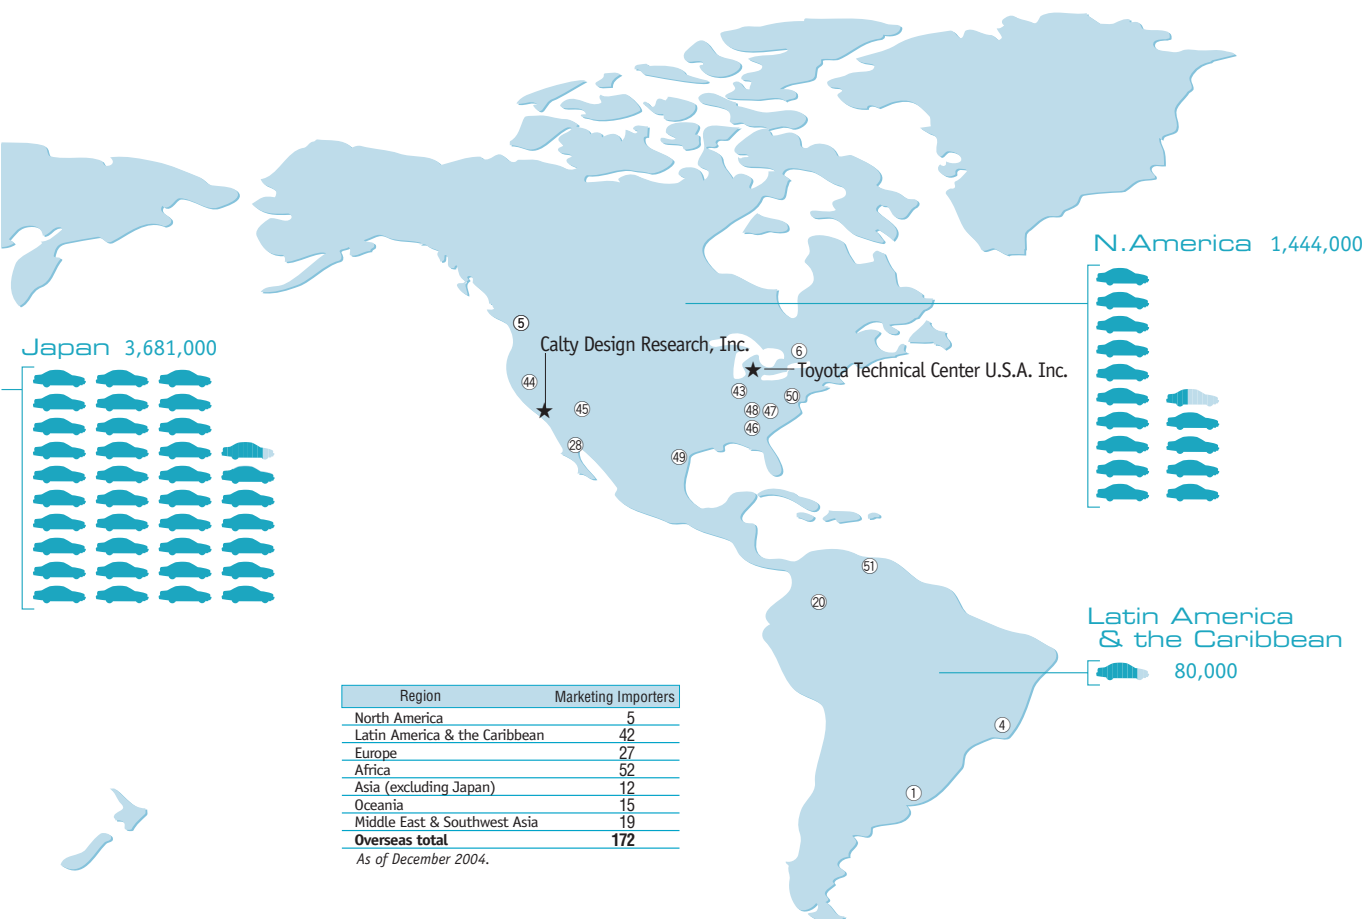 N.America 1,444,000
5
Calty Design Research, Inc.
Japan 3,681,000
6
Toyota Technical Center U.S.A. Inc.
44
43
50
45
48
47
46
28
49
51
20
Latin America
& the Caribbean
80,000
4
1
Region Marketing Importers
North America 5
Latin America & the Caribbean 42
Europe 27
Africa 52
Asia (excluding Japan) 12
Oceania 15
Middle East & Southwest Asia 19
Overseas total 172
As of December 2004.